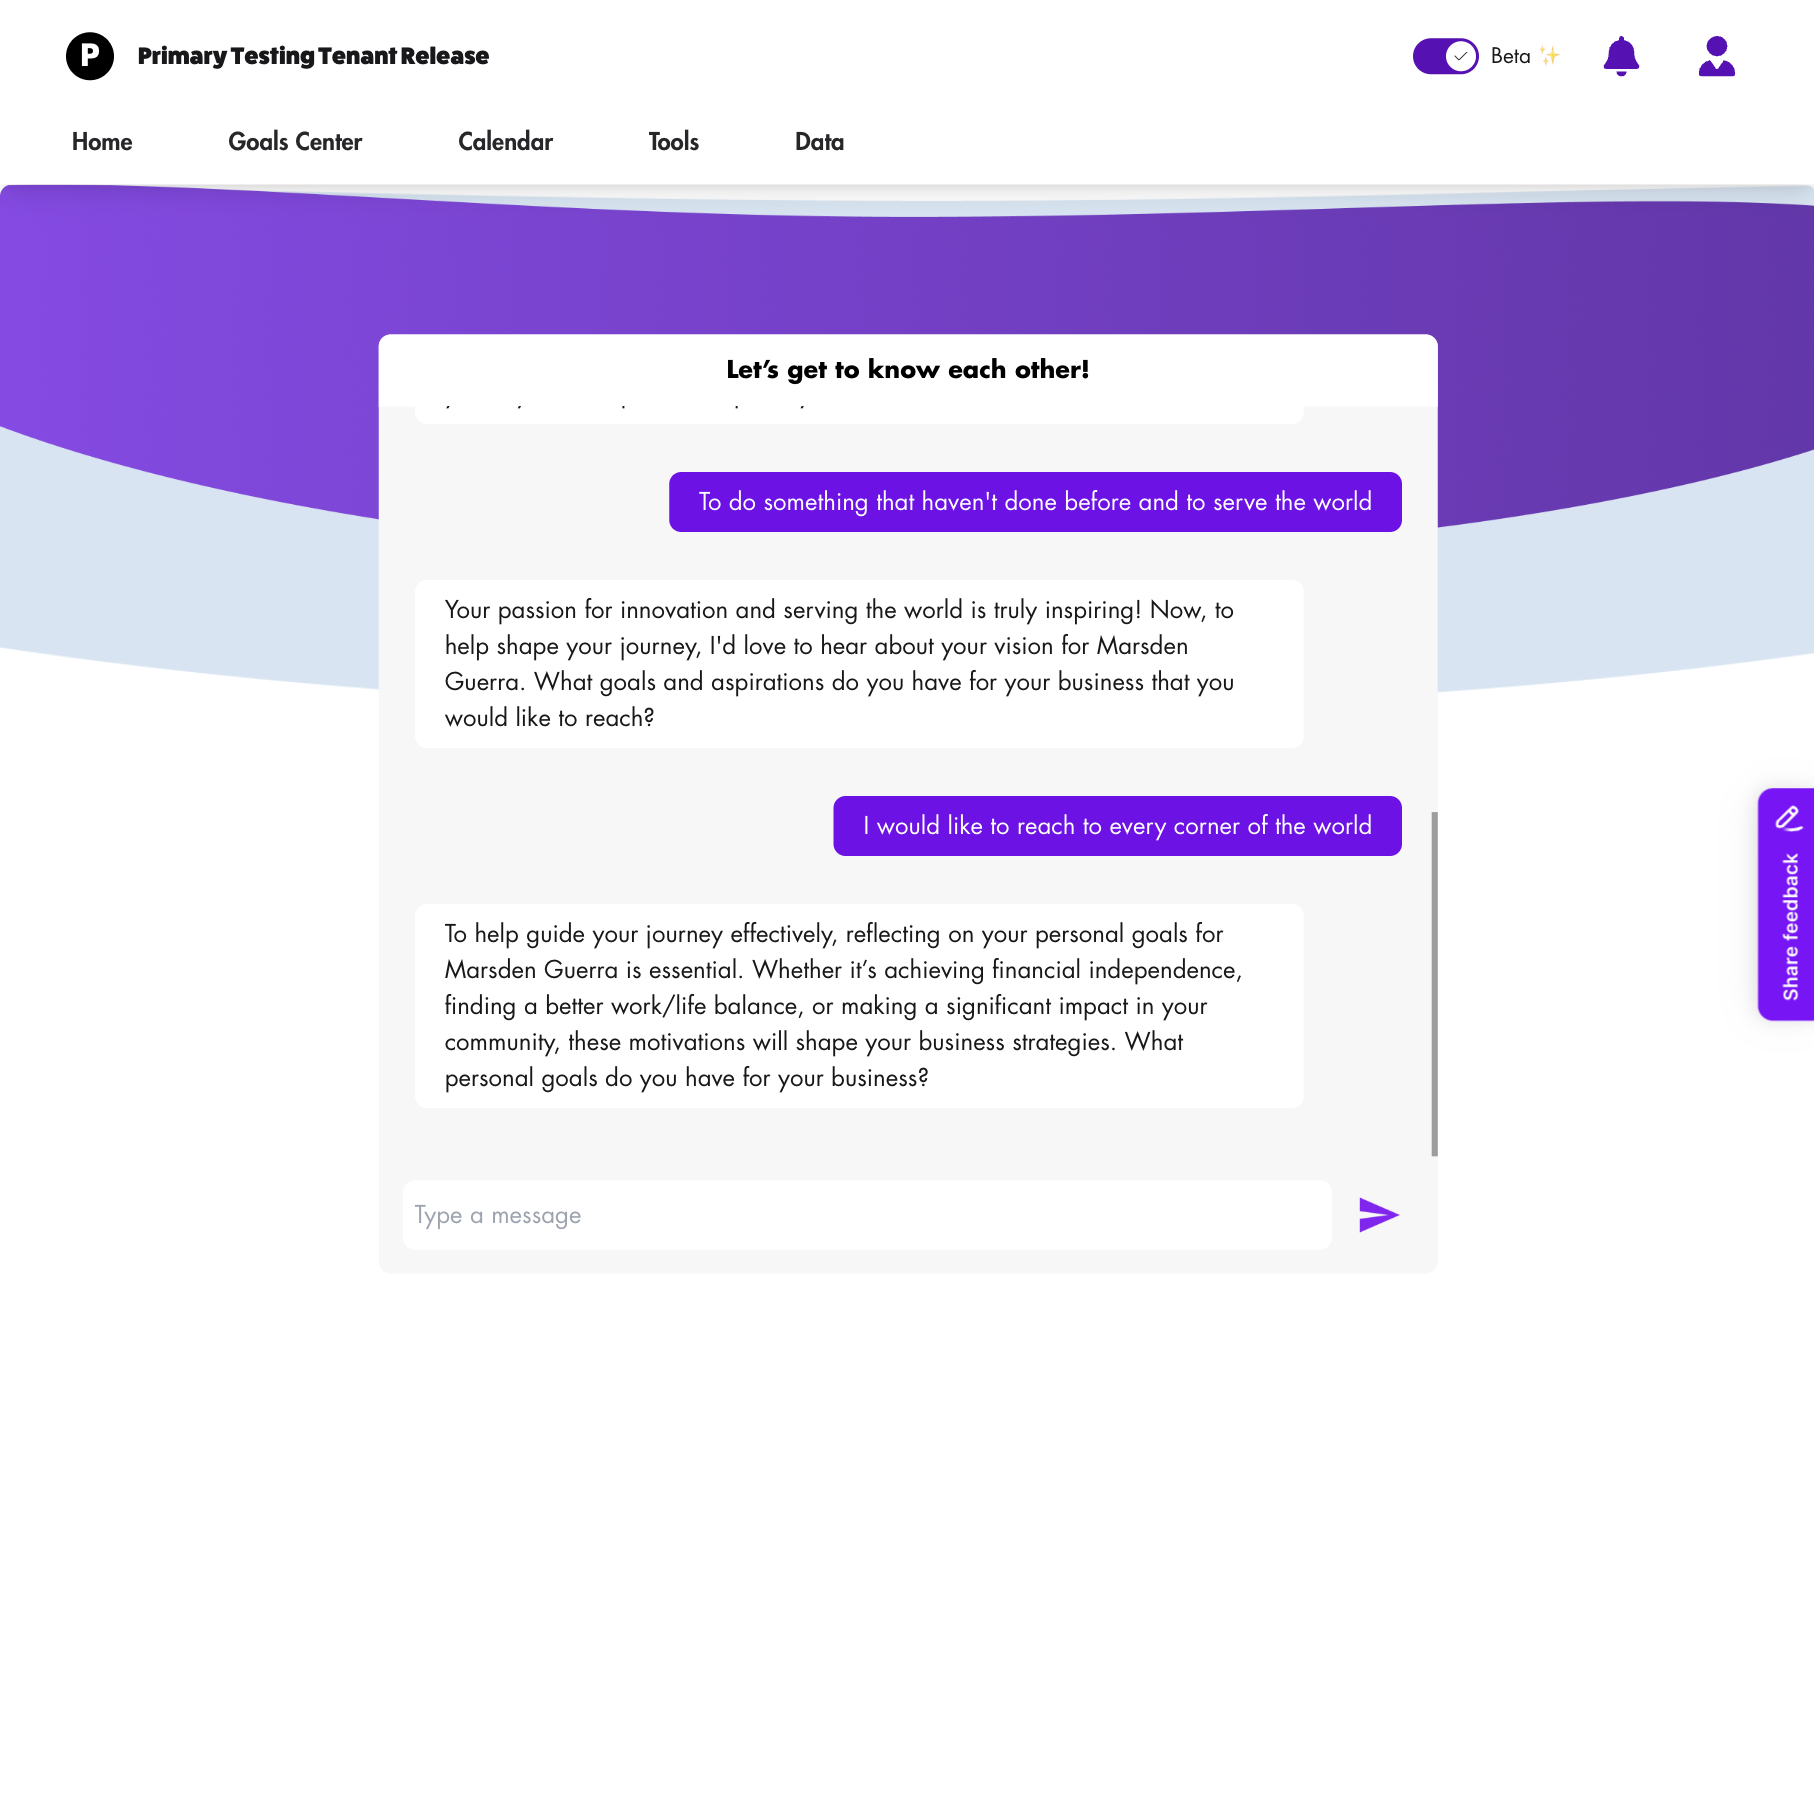 P Primary Testing Tenant Release
Beta
Home Goals Center Calendar Tools Data
Let’s get to know each other!
To do something that haven't done before and to serve the world
Your passion for innovation and serving the world is truly inspiring! Now, to
help shape your journey, I'd love to hear about your vision for Marsden
Guerra. What goals and aspirations do you have for your business that you
would like to reach?
I would like to reach to every corner of the world
To help guide your journey effectively, reflecting on your personal goals for
Marsden Guerra is essential. Whether it’s achieving financial independence,
finding a better work/life balance, or making a significant impact in your
community, these motivations will shape your business strategies. What
personal goals do you have for your business?
Type a message
Share feedback